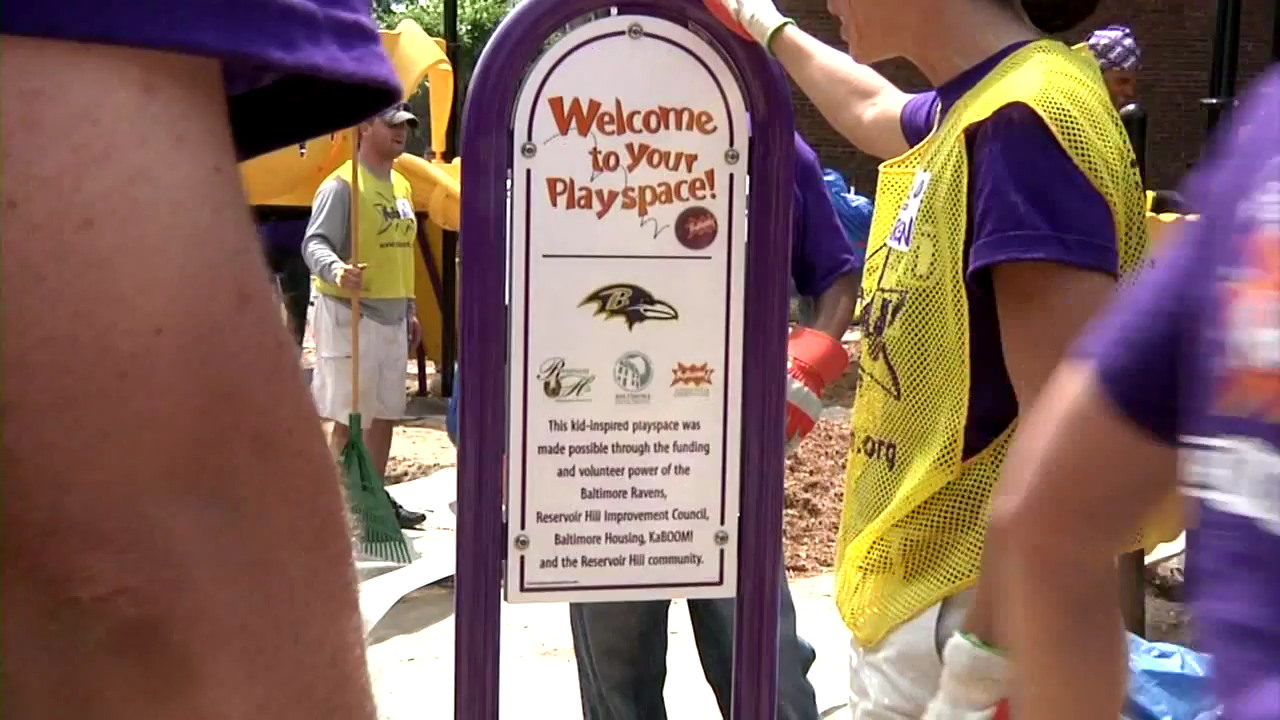 Welcome
to your
Playspace!
B
This kid-inspired playspace was
made possible through the funding
and volunteer power of the
Baltimore Ravens,
Reservoir Hill Improvement Council,
Baltimore Housing, KaBOOM!
and the Reservoir Hill community.
.org